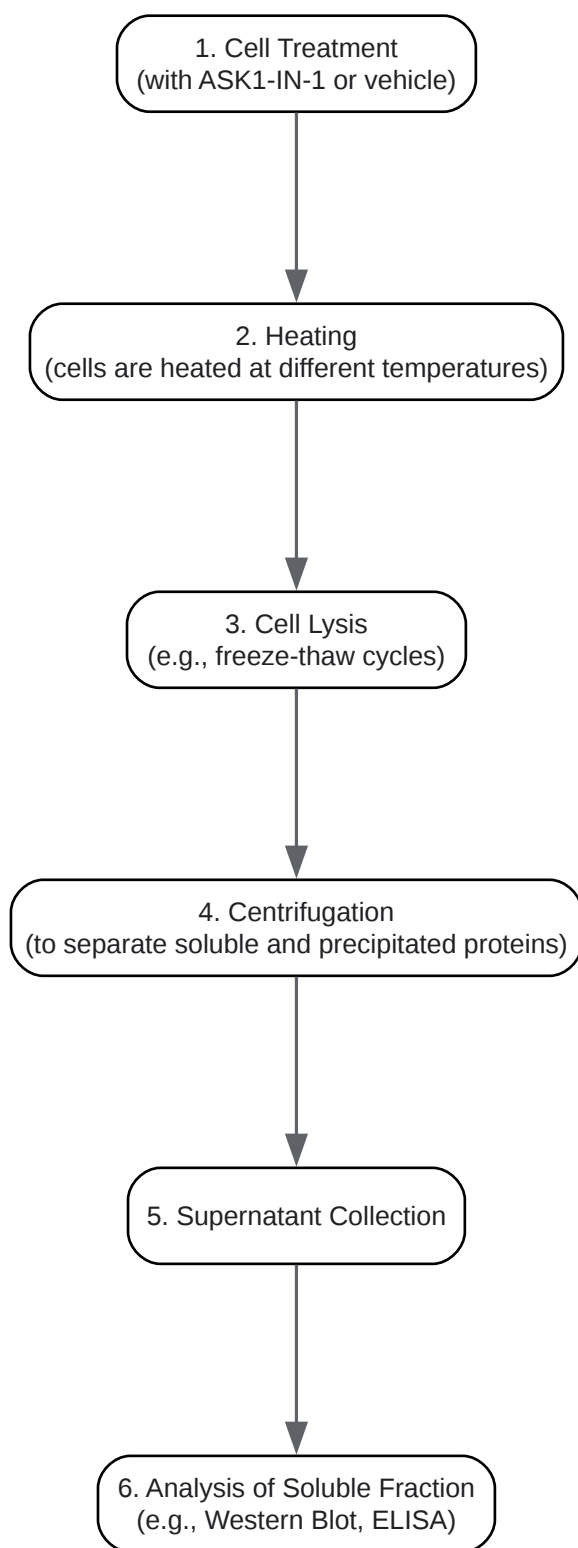 1. Cell Treatment
(with ASK1-IN-1 or vehicle)
2. Heating
(cells are heated at different temperatures)
3. Cell Lysis
(e.g., freeze-thaw cycles)
4. Centrifugation
(to separate soluble and precipitated proteins)
5. Supernatant Collection
6. Analysis of Soluble Fraction
(e.g., Western Blot, ELISA)